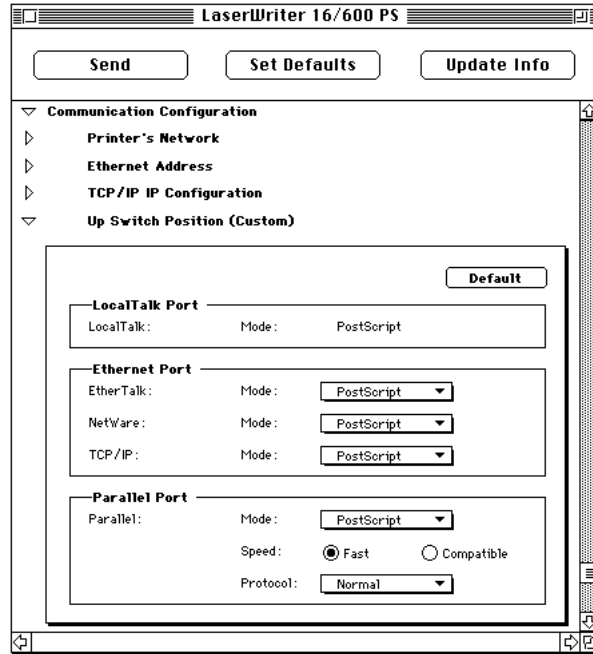 LaserWriter 16/600 PS
Send Set Defaults Update Info
Communication Configuration
Printer's Network
Ethernet Address
TCP/IP IP Configuration
Up Switch Position (Custom)
Default
LocalTalk Port
LocalTalk: Mode: PostScript
Ethernet Port
EtherTalk: Mode: PostScript
NetWare: Mode: PostScript
TCP/IP: Mode: PostScript
Parallel Port
Parallel: Mode: PostScript
Speed: Fast Compatible
Protocol: Normal